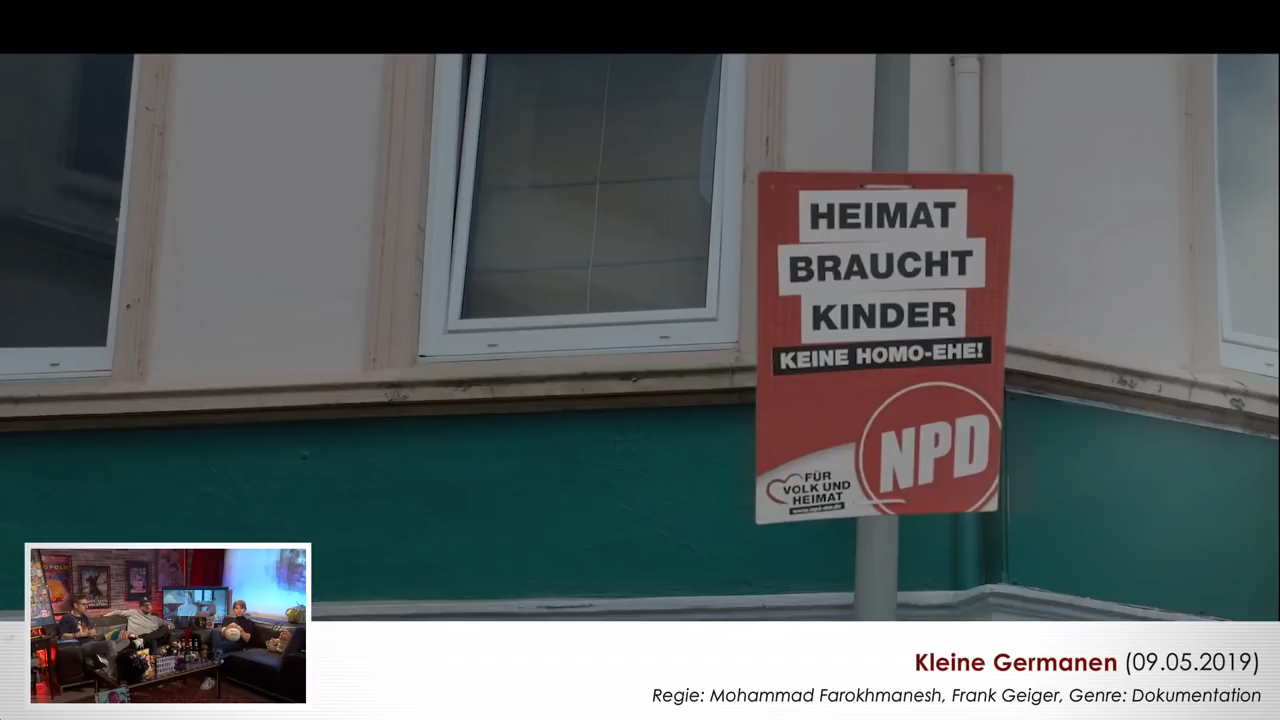 HEIMAT
BRAUCHT
KINDER
KEINE HOMO-EHE!
NPD
FÜR
VOLK UND
HEIMAT
Kleine Germanen (09.05.2019)
Regie: Mohammad Farokhmanesh, Frank Geiger, Genre: Dokumentation